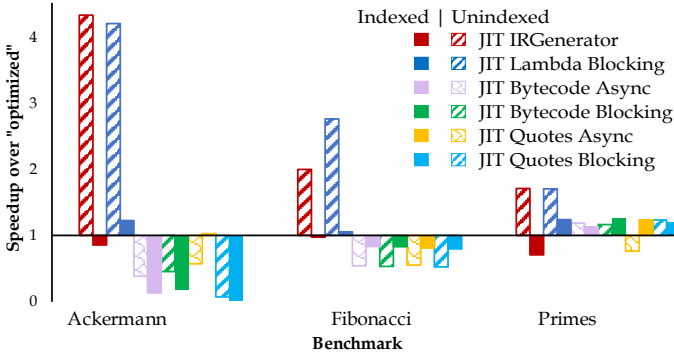 Indexed | Unindexed
JIT IRGenerator
JIT Lambda Blocking
JIT Bytecode Async
JIT Bytecode Blocking
JIT Quotes Async
JIT Quotes Blocking
Speedup over "optimized"
4
3
2
1
0
Ackermann Fibonacci Primes
Benchmark